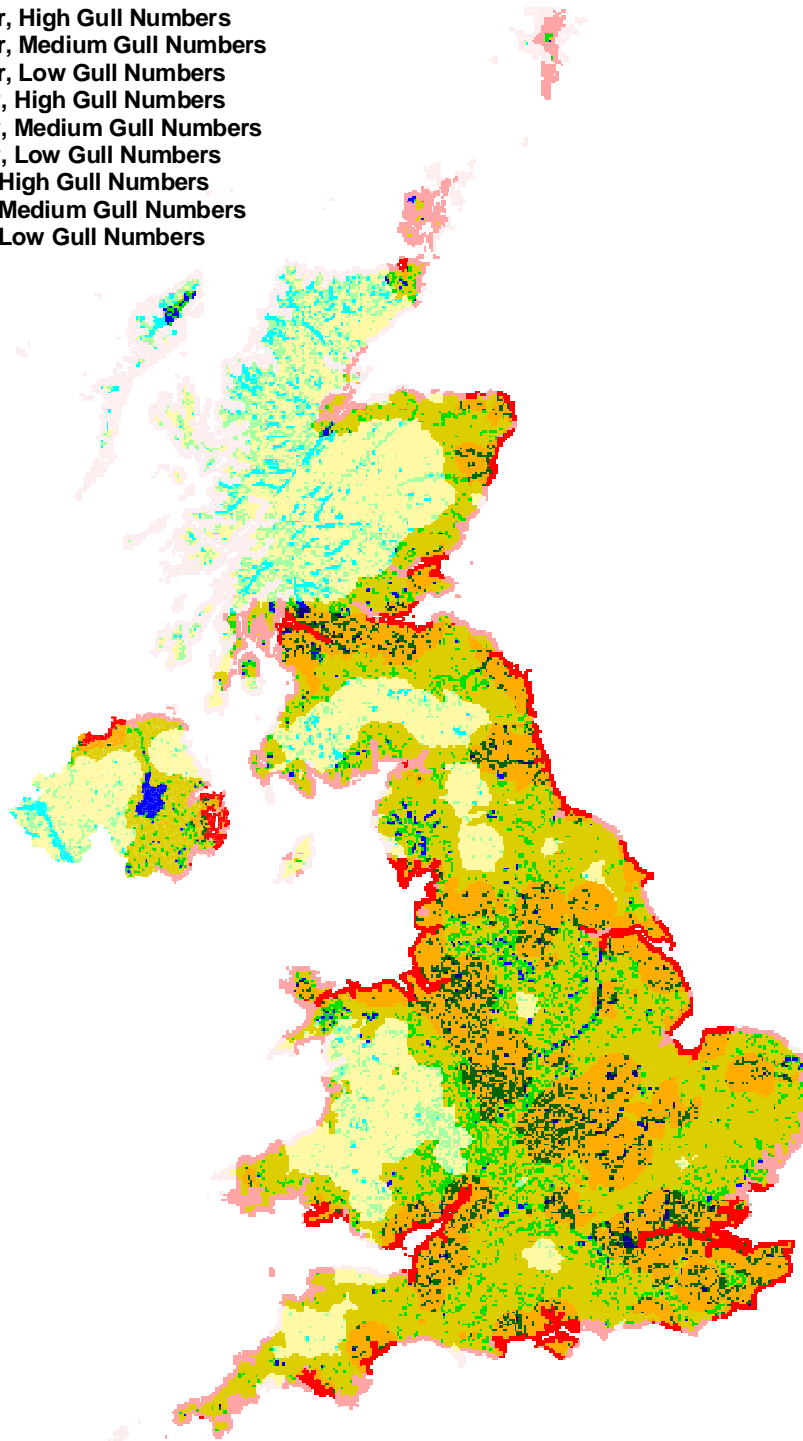 r, High Gull Numbers
r, Medium Gull Numbers
r, Low Gull Numbers
, High Gull Numbers
, Medium Gull Numbers
, Low Gull Numbers
High Gull Numbers
Medium Gull Numbers
Low Gull Numbers